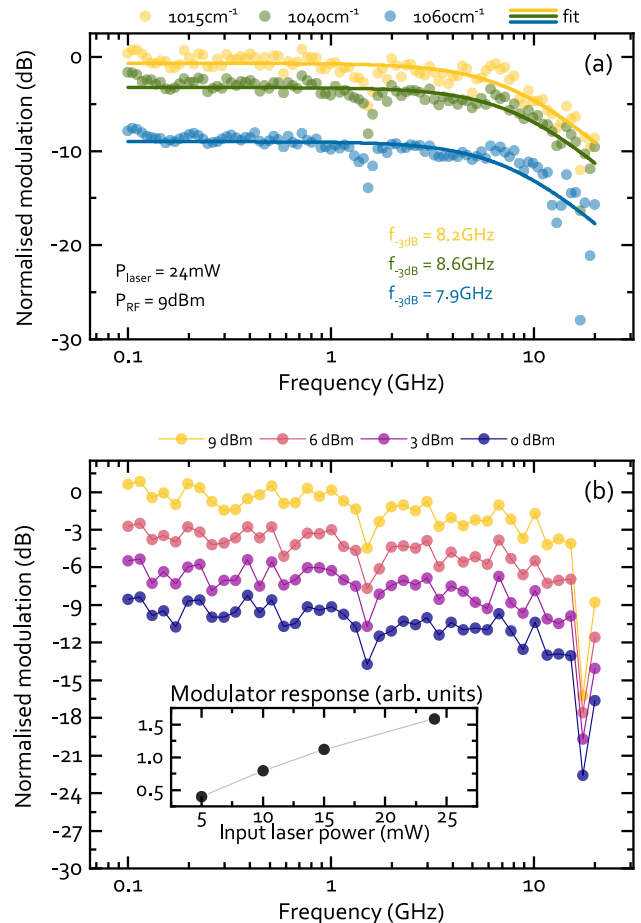 1015cm⁻¹ 1040cm⁻¹ 1060cm⁻¹ fit
(a)
Normalised modulation (dB)
0
-10
-20
-30
f-3dB = 8.2GHz
f-3dB = 8.6GHz
f-3dB = 7.9GHz
Plaser = 24mW
PRF = 9dBm
0.1 1 10
Frequency (GHz)
9 dBm 6 dBm 3 dBm 0 dBm
(b)
Normalised modulation (dB)
0
-3
-6
-9
-12
-15
-18
-21
-24
-27
-30
Modulator response (arb. units)
1.5
1.0
0.5
5 10 15 20 25
Input laser power (mW)
0.1 1 10
Frequency (GHz)